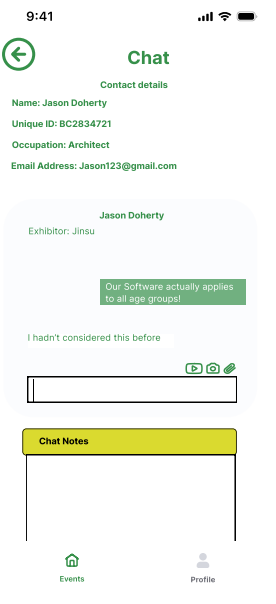 9:41
Chat
Contact details
Name: Jason Doherty
Unique ID: BC2834721
Occupation: Architect
Email Address: Jason123@gmail.com
Jason Doherty
Exhibitor: Jinsu
Our Software actually applies
to all age groups!
I hadn't considered this before
Chat Notes
Events
Profile